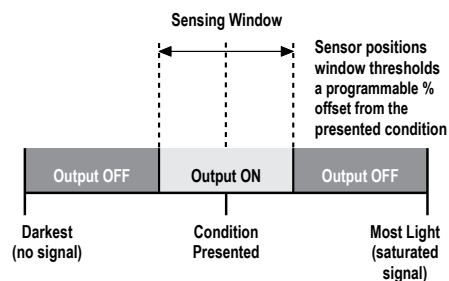 Sensing Window
Sensor positions
window thresholds
a programmable %
offset from the
presented condition
Output OFF
Output ON
Output OFF
Darkest
(no signal)
Condition
Presented
Most Light
(saturated
signal)